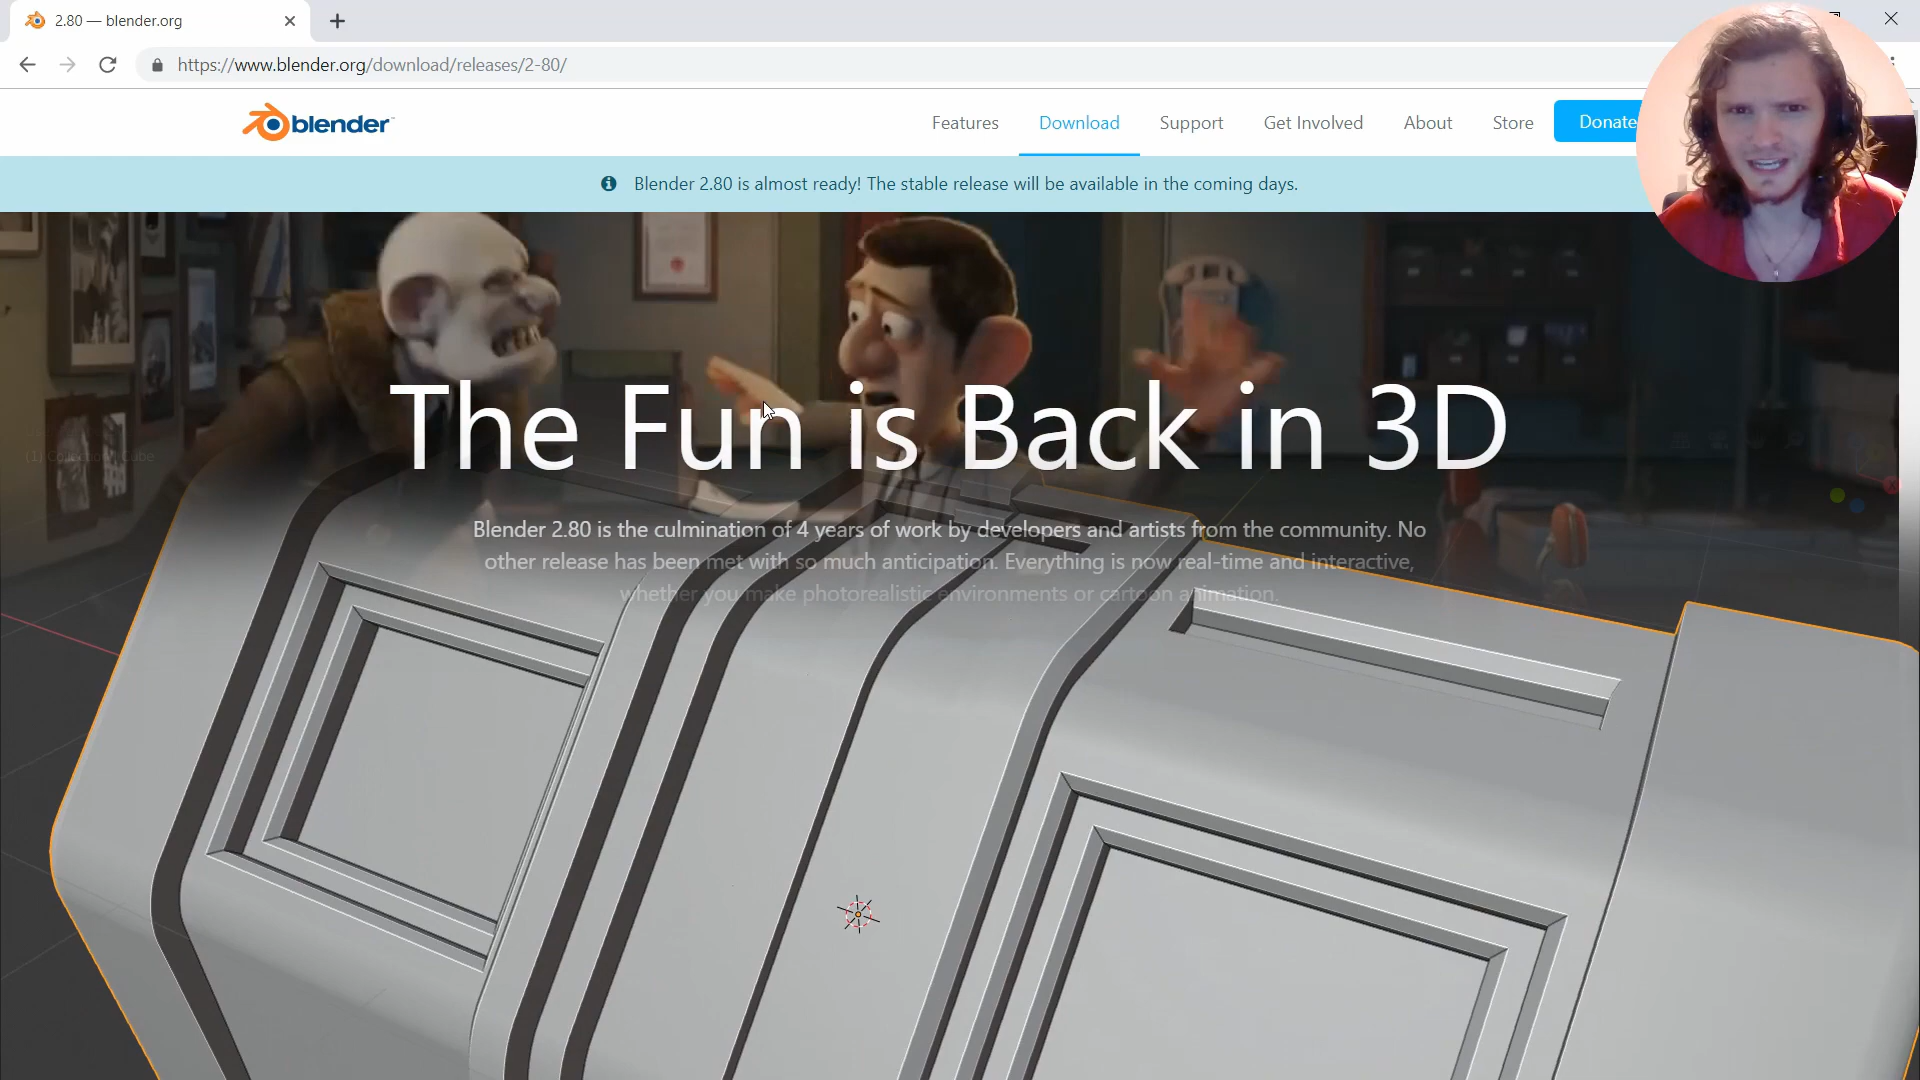 2.80 — blender.org
https://www.blender.org/download/releases/2-80/
blender
Features
Download
Support
Get Involved
About
Store
Donate
Blender 2.80 is almost ready! The stable release will be available in the coming days.
The Fun is Back in 3D
Blender 2.80 is the culmination of 4 years of work by developers and artists from the community. No
other release has been met with so much anticipation. Everything is now real-time and interactive,
whether you make photorealistic environments or cartoon animation.
(1) Collection | Cube